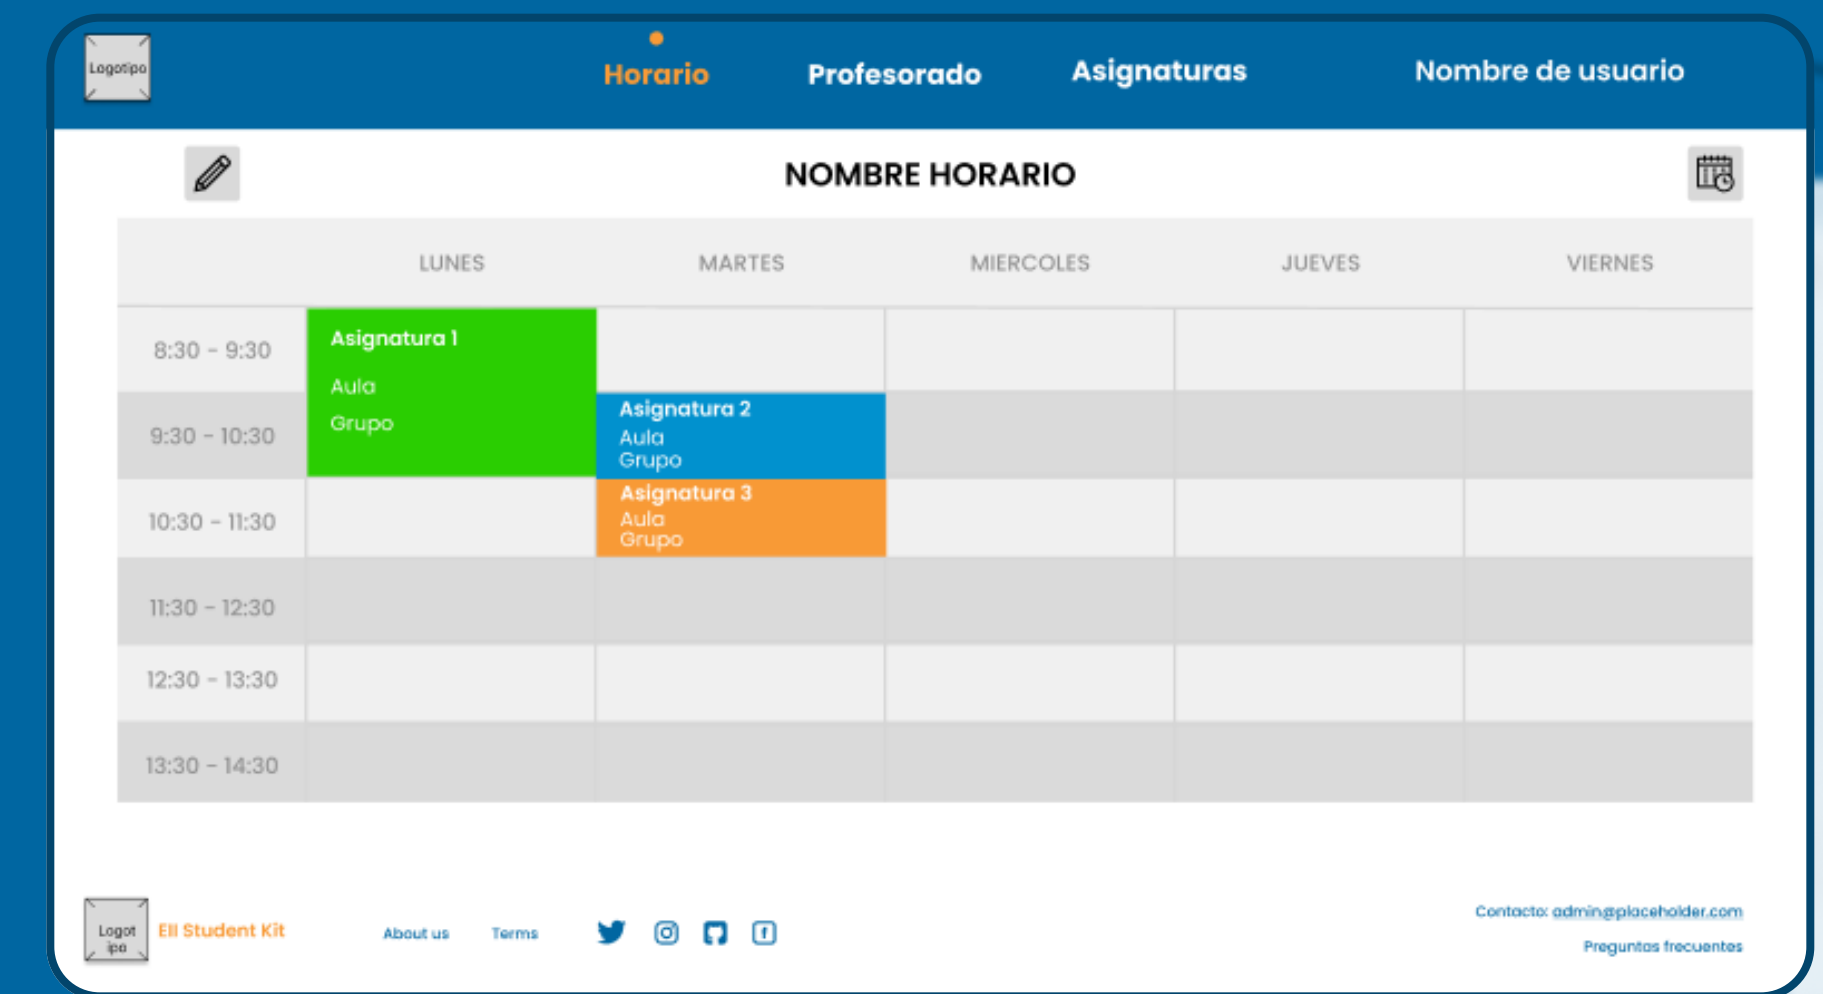 Logotipo
Horario
Profesorado
Asignaturas
Nombre de usuario
NOMBRE HORARIO
LUNES
MARTES
MIERCOLES
JUEVES
VIERNES
8:30 - 9:30
Asignatura 1
Aula
Grupo
9:30 - 10:30
Asignatura 2
Aula
Grupo
10:30 - 11:30
Asignatura 3
Aula
Grupo
11:30 - 12:30
12:30 - 13:30
13:30 - 14:30
Logot
ipo
EII Student Kit
About us
Terms
Contacto: admin@placeholder.com
Preguntas frecuentes